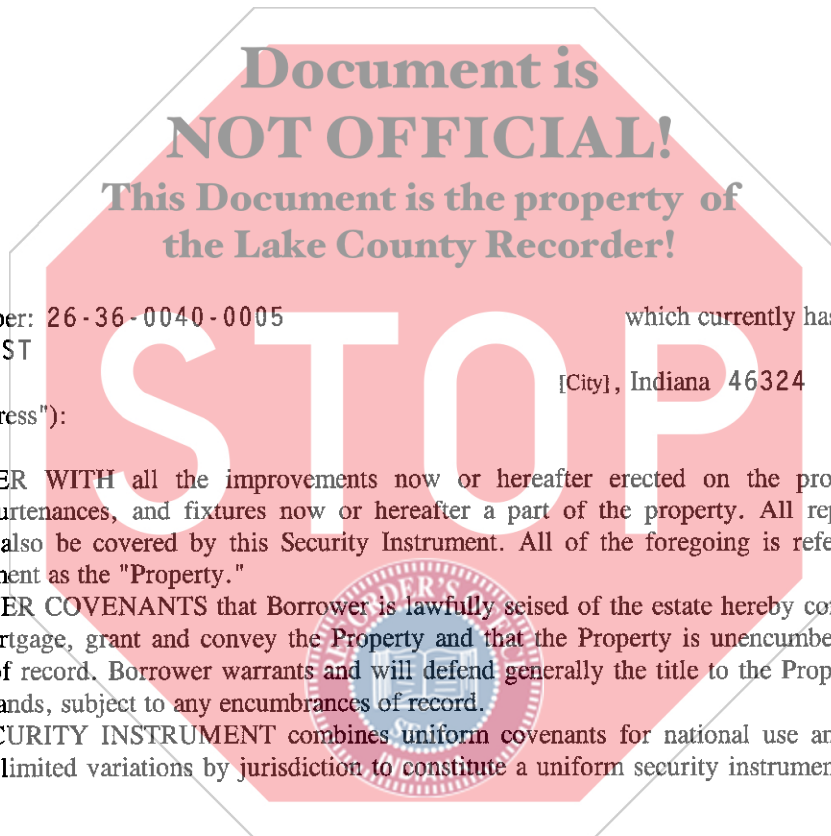 Document is
NOT OFFICIAL!
This Document is the property of
the Lake County Recorder!
ber: 26-36-0040-0005 which currently has
ST
[City], Indiana 46324
ress"):
STOP
ER WITH all the improvements now or hereafter erected on the pro
urtenances, and fixtures now or hereafter a part of the property. All rep
also be covered by this Security Instrument. All of the foregoing is refe
nent as the "Property."
ER COVENANTS that Borrower is lawfully seised of the estate hereby con
rtgage, grant and convey the Property and that the Property is unencumbe
of record. Borrower warrants and will defend generally the title to the Prop
ands, subject to any encumbrances of record.
CURITY INSTRUMENT combines uniform covenants for national use an
limited variations by jurisdiction to constitute a uniform security instrumen
SEAL
INDIANA